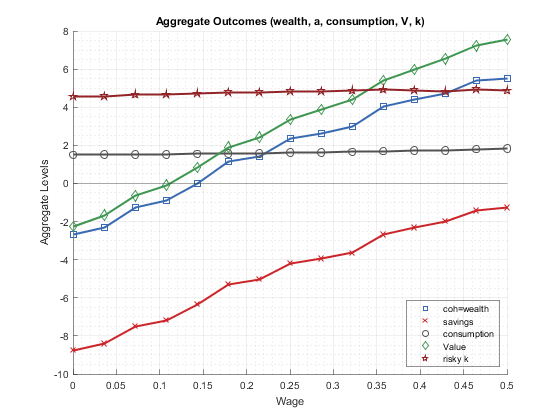 Aggregate Outcomes (wealth, a, consumption, V, k)
8
6
4
2
0
-2
-4
-6
-8
-10
Aggregate Levels
0 0.05 0.1 0.15 0.2 0.25 0.3 0.35 0.4 0.45 0.5
Wage
coh=wealth
savings
consumption
Value
risky k